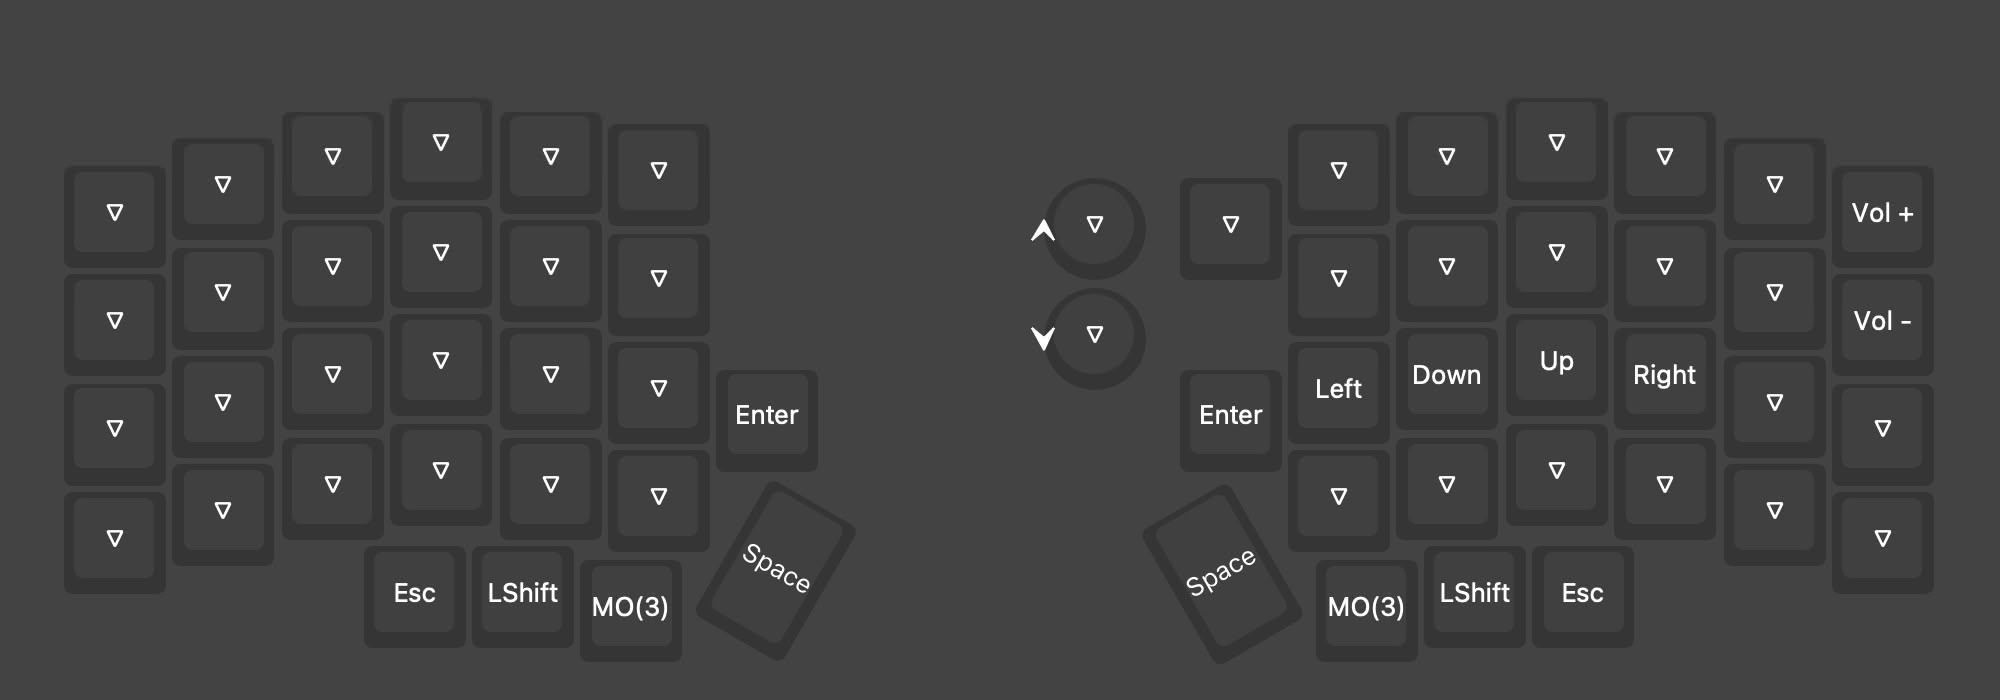 ▽ ▽ ▽ ▽ ▽ ▽ ▽ ▽ ▽ ▽ ▽ ▽ ▽ Vol +
▽ ▽ ▽ ▽ ▽ ▽ ▽ ▽ ▽ ▽ ▽ ▽ Vol -
▽ ▽ ▽ ▽ ▽ ▽ Enter Enter Left Down Up Right ▽ ▽
▽ ▽ ▽ ▽ ▽ ▽ ▽ ▽ ▽ ▽ ▽ ▽
Esc LShift MO(3) Space Space MO(3) LShift Esc